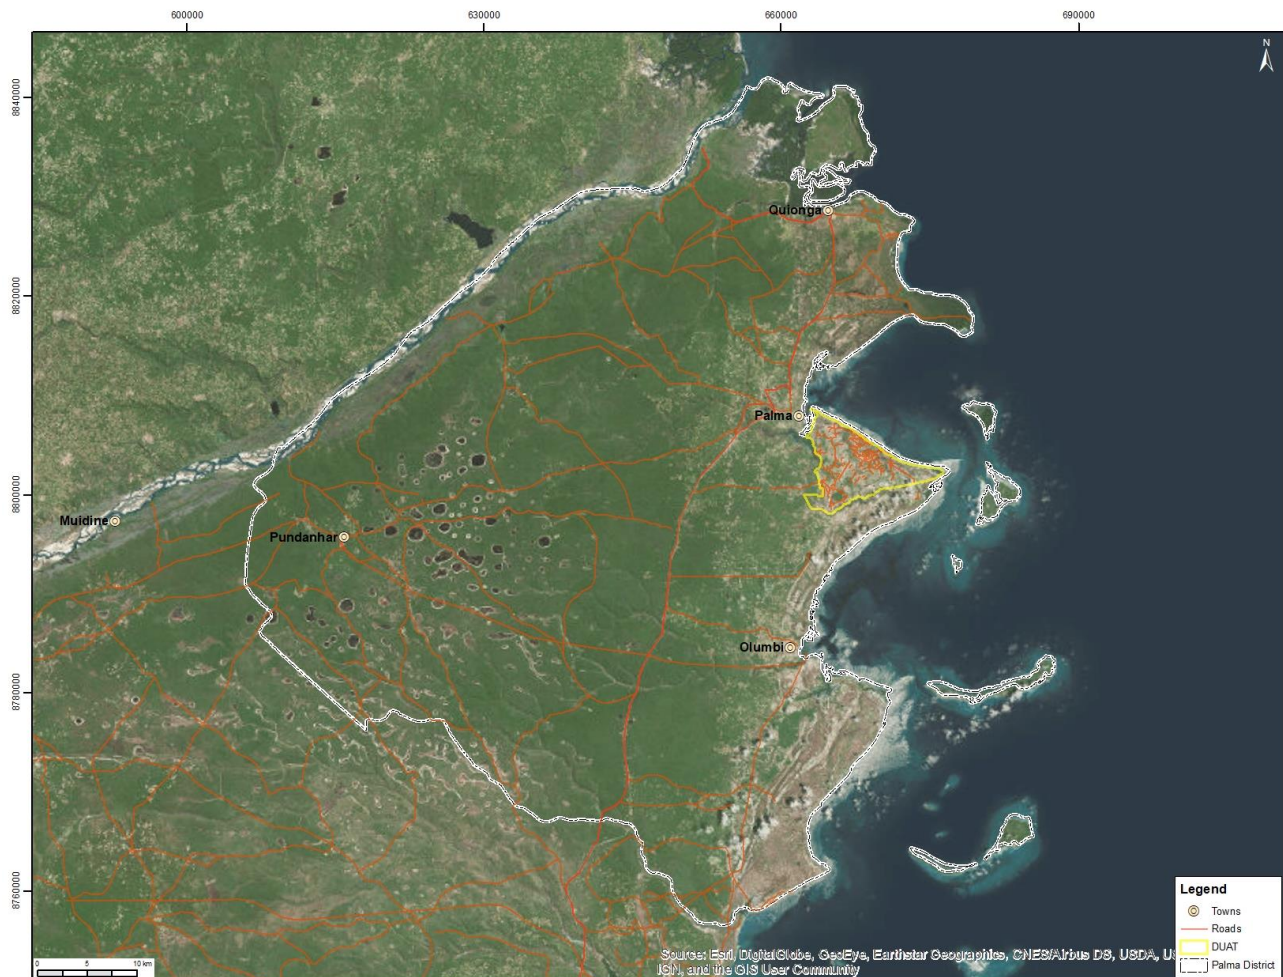 600000
630000
660000
690000
N
8840000
Quionga
8820000
Palma
8800000
Muidine
Pundanhar
Olumbi
8780000
8760000
Legend
Towns
Roads
DUAT
Palma District
0 5 10 km
Source: Esri, DigitalGlobe, GeoEye, Earthstar Geographics, CNES/Airbus DS, USDA,
IGN, and the GIS User Community